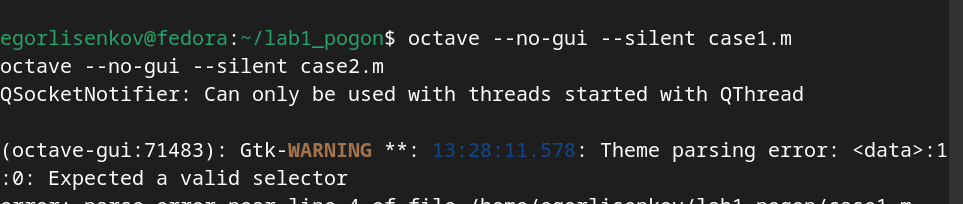 egorlisenkov@fedora:~/lab1_pogon$ octave --no-gui --silent case1.m
octave --no-gui --silent case2.m
QSocketNotifier: Can only be used with threads started with QThread
(octave-gui:71483): Gtk-WARNING **: 13:28:11.578: Theme parsing error: <data>:1
:0: Expected a valid selector
error: parse error near line 4 of file /home/egorlisenkov/lab1_pogon/case1.m